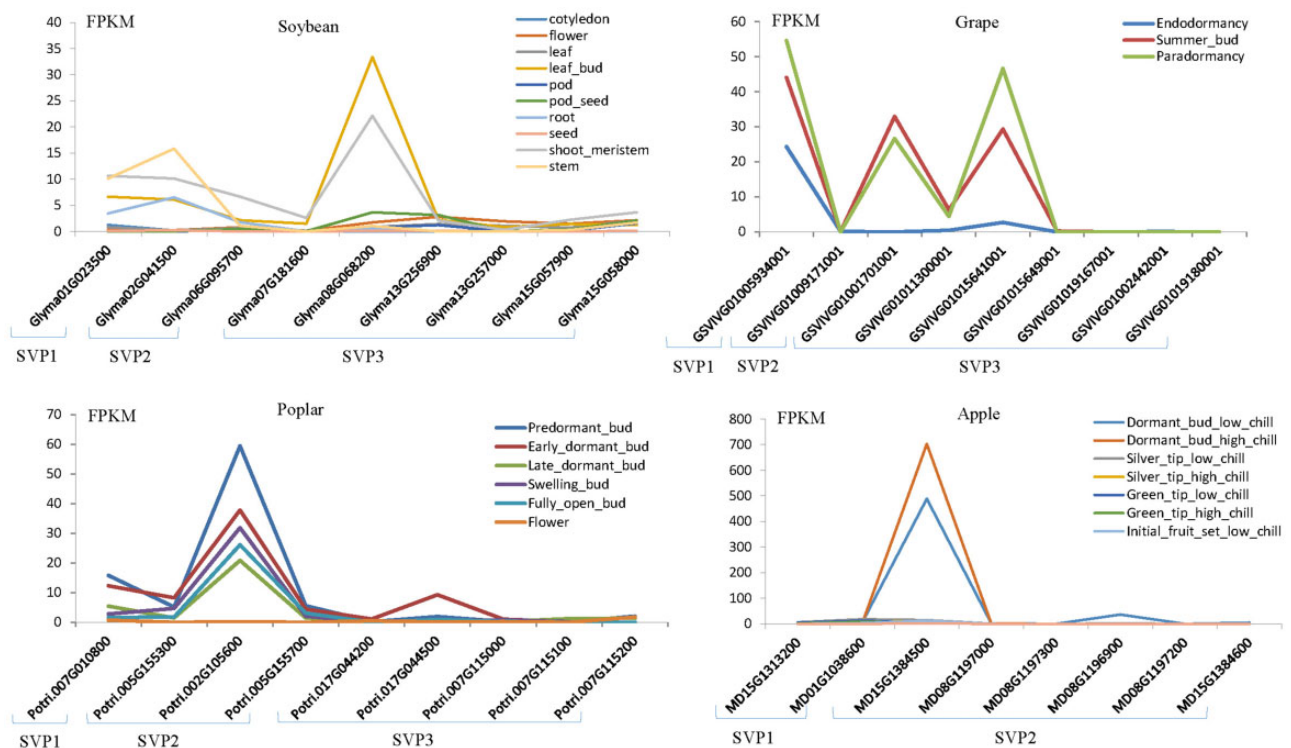 FPKM
Soybean
40
35
30
25
20
15
10
5
0
cotyledon
flower
leaf
leaf_bud
pod
pod_seed
root
seed
shoot_meristem
stem
Glyma01G023500
Glyma02G041500
Glyma06G095700
Glyma07G181600
Glyma08G068200
Glyma13G256900
Glyma13G257000
Glyma15G057900
Glyma15G058000
SVP1
SVP2
SVP3
FPKM
Grape
60
50
40
30
20
10
0
Endodormancy
Summer_bud
Paradormancy
GSVIVG01005934001
GSVIVG01009171001
GSVIVG01001701001
GSVIVG01011300001
GSVIVG01015641001
GSVIVG01015649001
GSVIVG01019167001
GSVIVG01002442001
GSVIVG01019180001
SVP1
SVP2
SVP3
FPKM
Poplar
70
60
50
40
30
20
10
0
Predormant_bud
Early_dormant_bud
Late_dormant_bud
Swelling_bud
Fully_open_bud
Flower
Potri.007G010800
Potri.005G155300
Potri.002G105600
Potri.005G155700
Potri.017G044200
Potri.017G044500
Potri.007G115000
Potri.007G115100
Potri.007G115200
SVP1
SVP2
SVP3
FPKM
Apple
800
700
600
500
400
300
200
100
0
Dormant_bud_low_chill
Dormant_bud_high_chill
Silver_tip_low_chill
Silver_tip_high_chill
Green_tip_low_chill
Green_tip_high_chill
Initial_fruit_set_low_chill
MD15G1313200
MD01G1038600
MD15G1384500
MD08G1197000
MD08G1197300
MD08G1196900
MD08G1197200
MD15G1384600
SVP1
SVP2